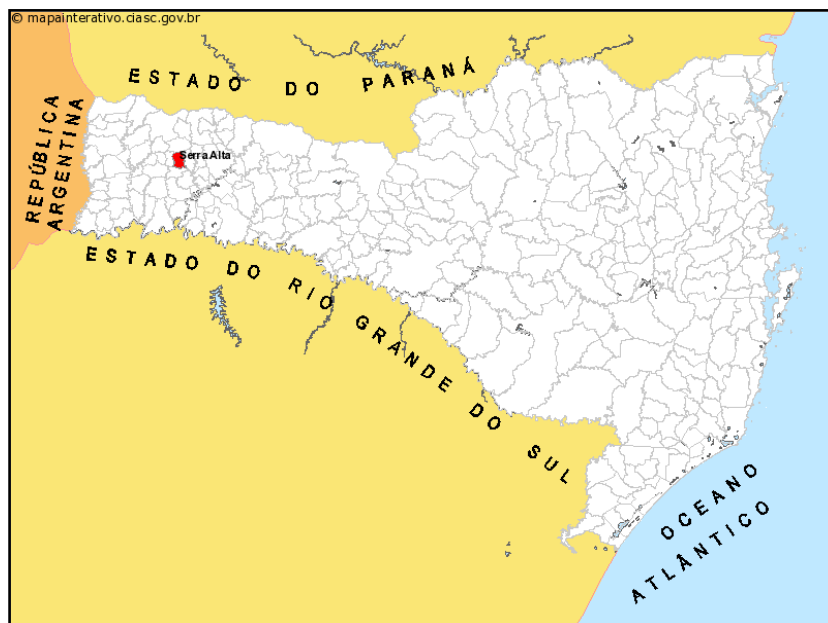 © mapainterativo.ciasc.gov.br
ESTADO DO PARANÁ
REPÚBLICA
ARGENTINA
Serra Alta
ESTADO DO RIO GRANDE DO SUL
OCEANO
ATLÂNTICO